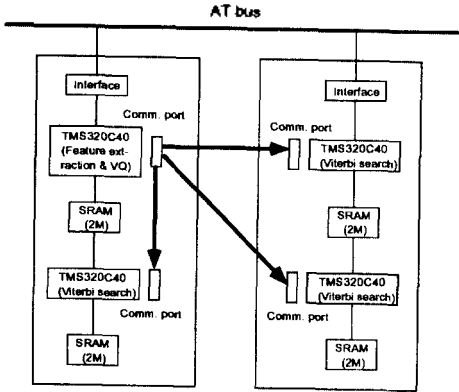 AT bus
Interface
Comm. port
TMS320C40
(Feature ext-
raction & VQ)
SRAM
(2M)
TMS320C40
(Viterbi search)
Comm. port
SRAM
(2M)
Interface
Comm. port
TMS320C40
(Viterbi search)
SRAM
(2M)
TMS320C40
(Viterbi search)
Comm. port
SRAM
(2M)